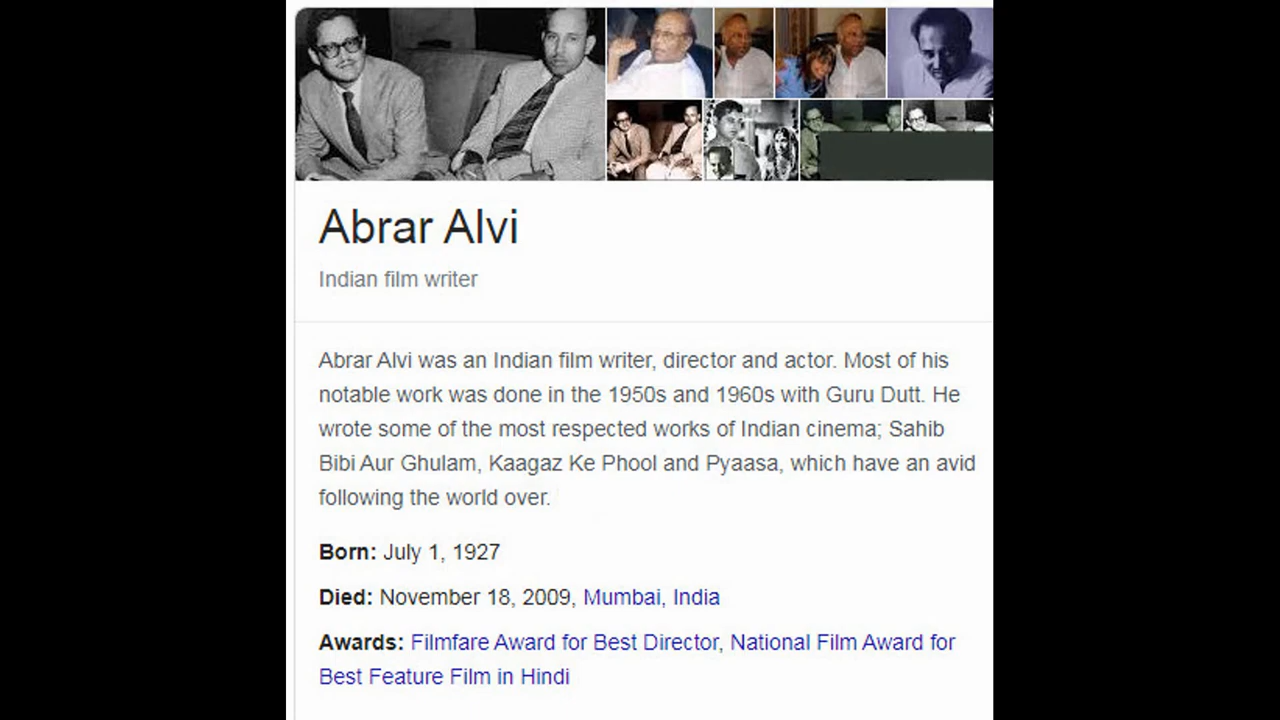 Abrar Alvi
Indian film writer
Abrar Alvi was an Indian film writer, director and actor. Most of his
notable work was done in the 1950s and 1960s with Guru Dutt. He
wrote some of the most respected works of Indian cinema; Sahib
Bibi Aur Ghulam, Kaagaz Ke Phool and Pyaasa, which have an avid
following the world over.
Born: July 1, 1927
Died: November 18, 2009, Mumbai, India
Awards: Filmfare Award for Best Director, National Film Award for
Best Feature Film in Hindi